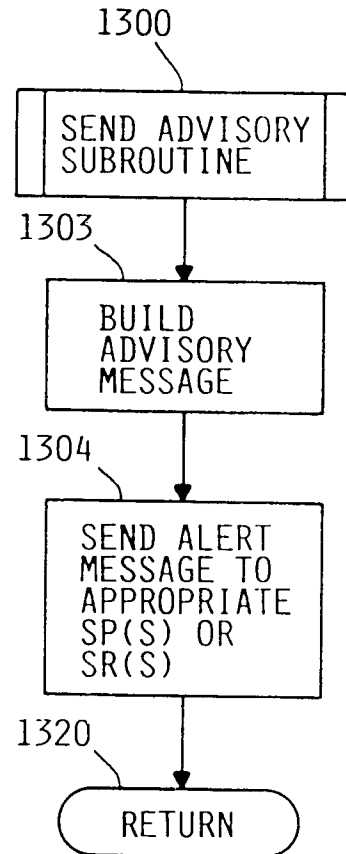 1300
SEND ADVISORY
SUBROUTINE
1303
BUILD
ADVISORY
MESSAGE
1304
SEND ALERT
MESSAGE TO
APPROPRIATE
SP(S) OR
SR(S)
1320
RETURN